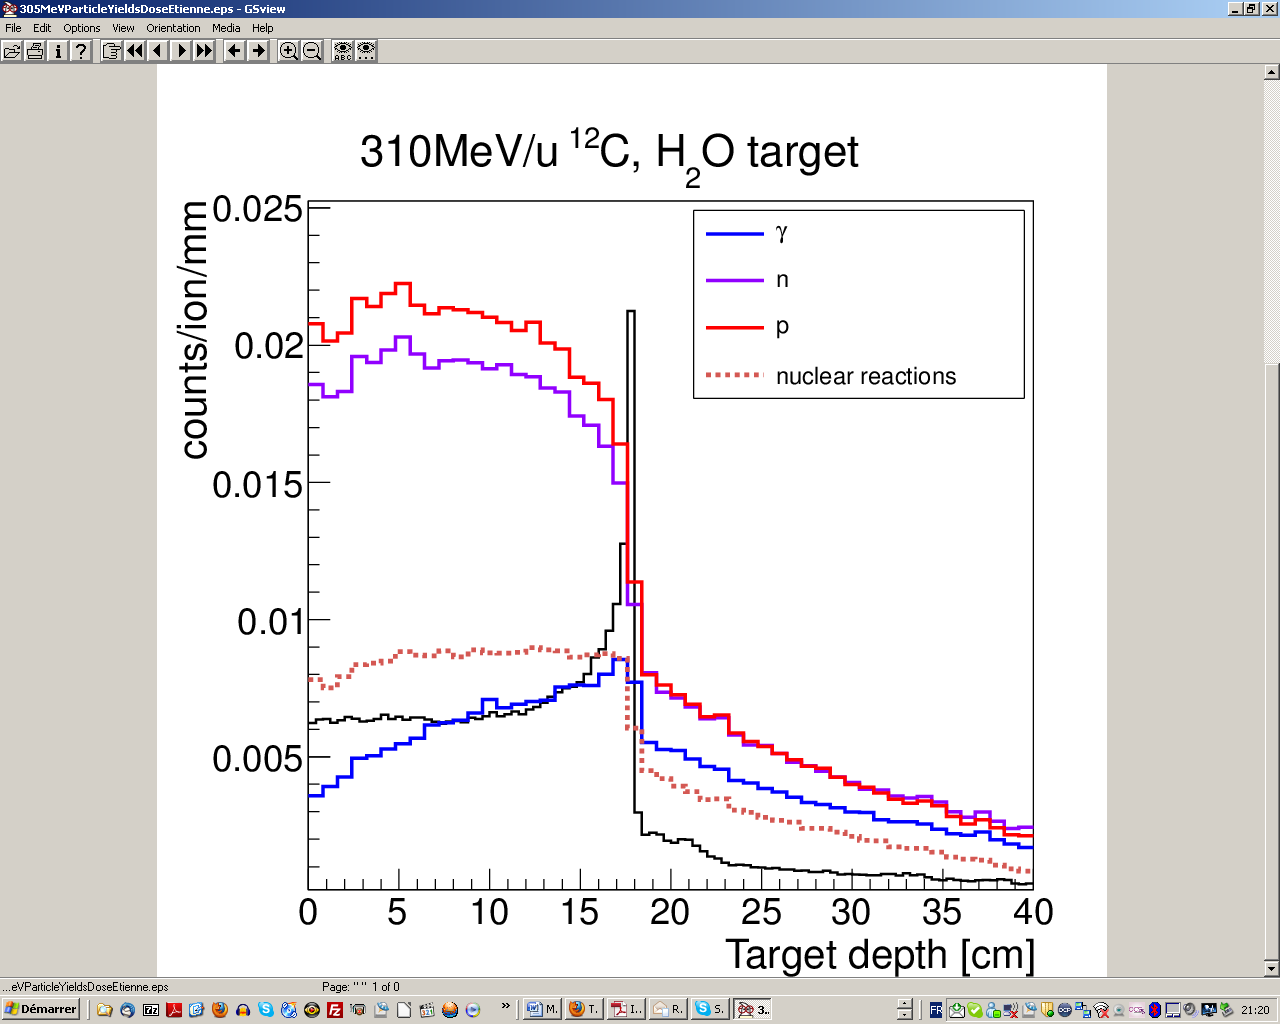 305MeVParticleYieldsDoseEtienne.eps - GSview
File Edit Options View Orientation Media Help
310MeV/u ¹²C, H₂O target
counts/ion/mm
0.025
0.02
0.015
0.01
0.005
γ
n
p
nuclear reactions
0 5 10 15 20 25 30 35 40
Target depth [cm]
...eVParticleYieldsDoseEtienne.eps Page: "" 1 of 0
Démarrer » M. T. I.. R. S. 3.. FR 21:20